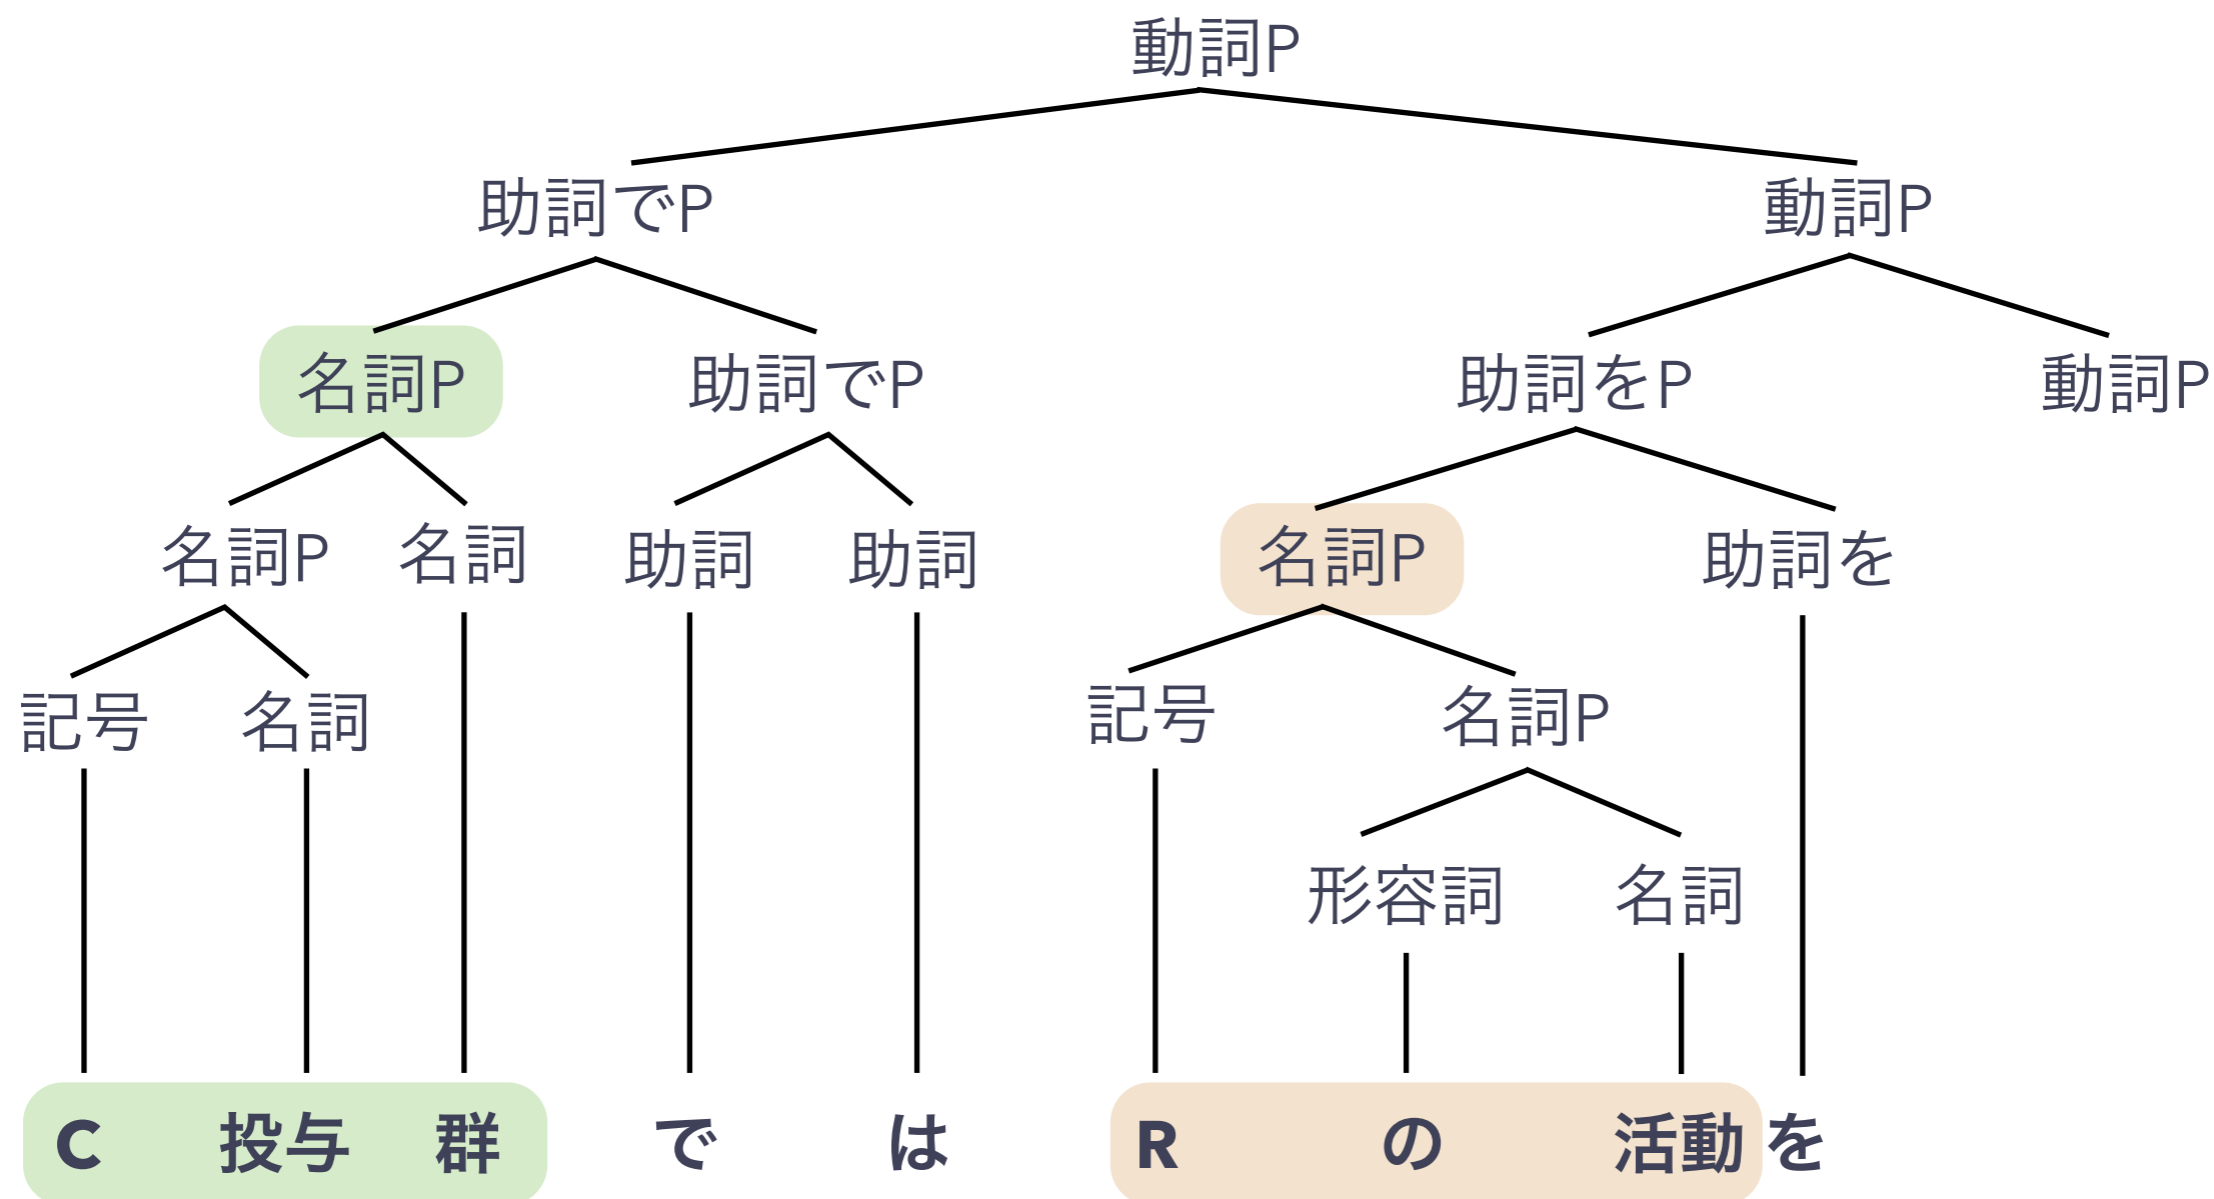 動詞P
助詞でP 動詞P
名詞P 助詞でP 助詞をP 動詞P
名詞P 名詞 助詞 助詞 名詞P 助詞を
記号 名詞 記号 名詞P
形容詞 名詞
C 投与 群 で は R の 活動 を